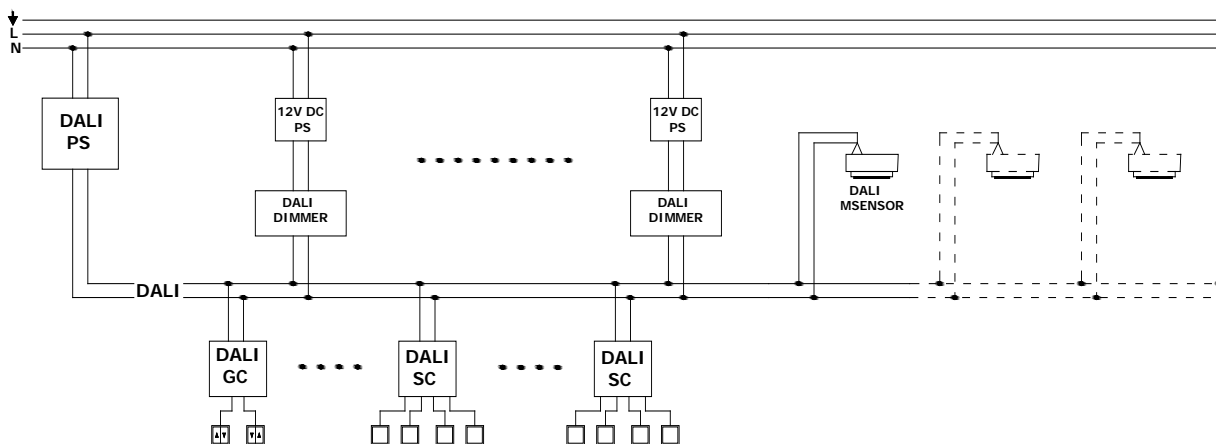 L
N
DALI
PS
12V DC
PS
12V DC
PS
DALI
DIMMER
DALI
DIMMER
DALI
MSENSOR
DALI
DALI
GC
DALI
SC
DALI
SC